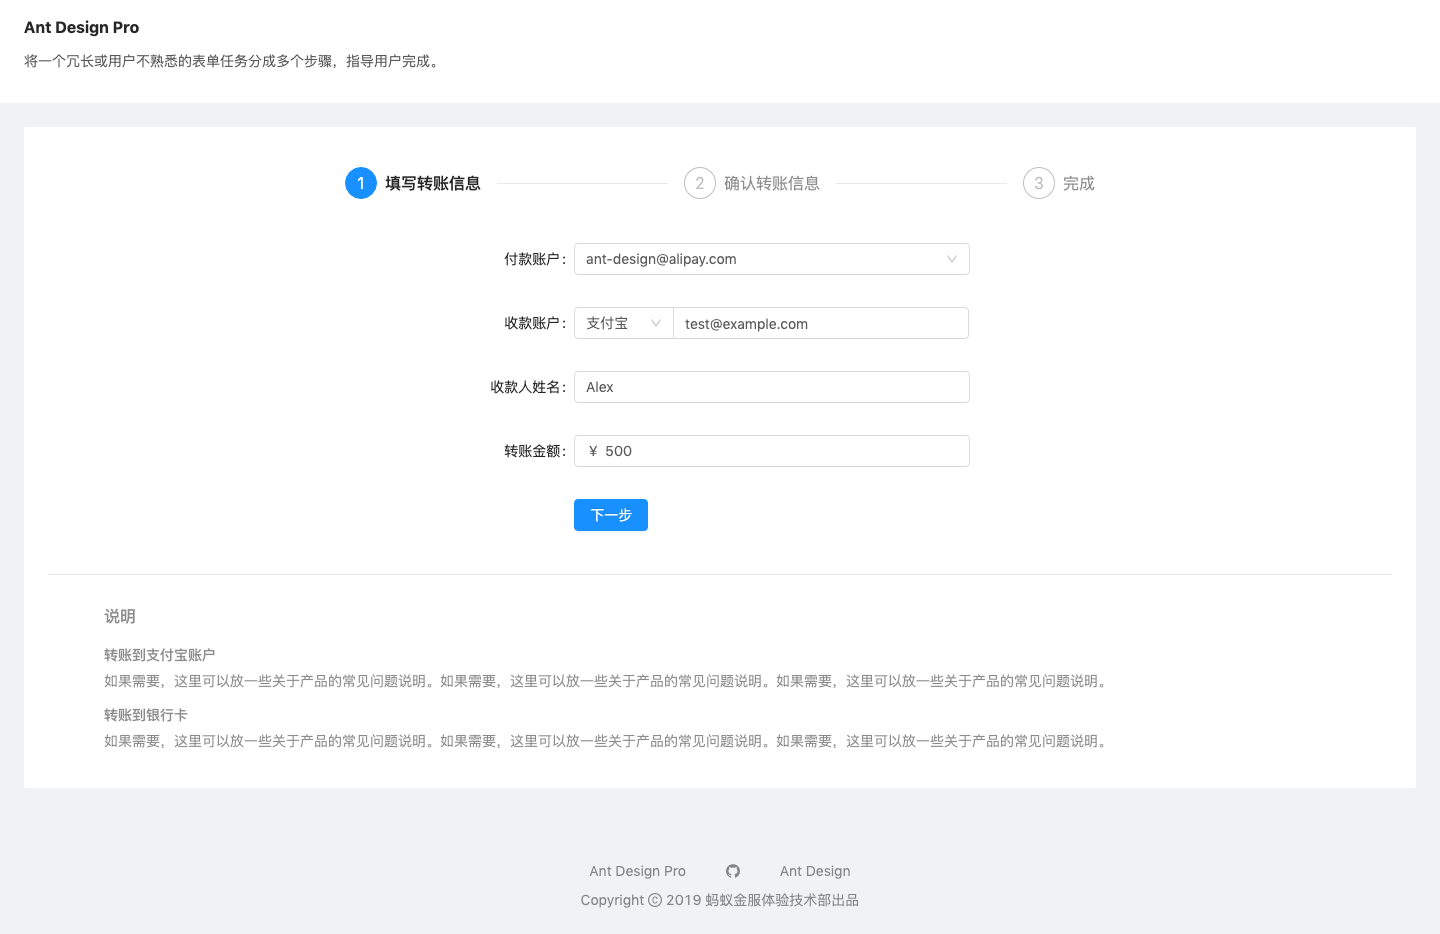 Ant Design Pro
将一个冗长或用户不熟悉的表单任务分成多个步骤，指导用户完成。
1 填写转账信息 2 确认转账信息 3 完成
付款账户： ant-design@alipay.com
收款账户： 支付宝 test@example.com
收款人姓名： Alex
转账金额： ¥ 500
下一步
说明
转账到支付宝账户
如果需要，这里可以放一些关于产品的常见问题说明。如果需要，这里可以放一些关于产品的常见问题说明。如果需要，这里可以放一些关于产品的常见问题说明。
转账到银行卡
如果需要，这里可以放一些关于产品的常见问题说明。如果需要，这里可以放一些关于产品的常见问题说明。如果需要，这里可以放一些关于产品的常见问题说明。
Ant Design Pro Ant Design
Copyright © 2019 蚂蚁金服体验技术部出品